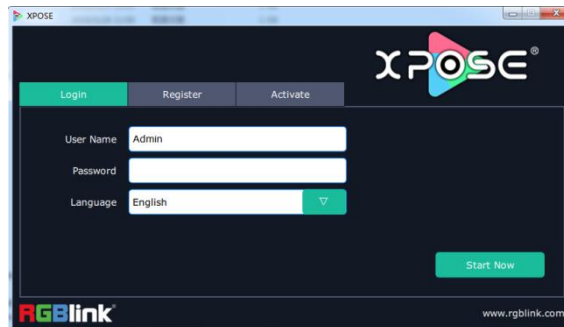 XPOSE
XPOSE®
Login Register Activate
User Name Admin
Password
Language English
Start Now
RGBlink®
www.rgblink.com